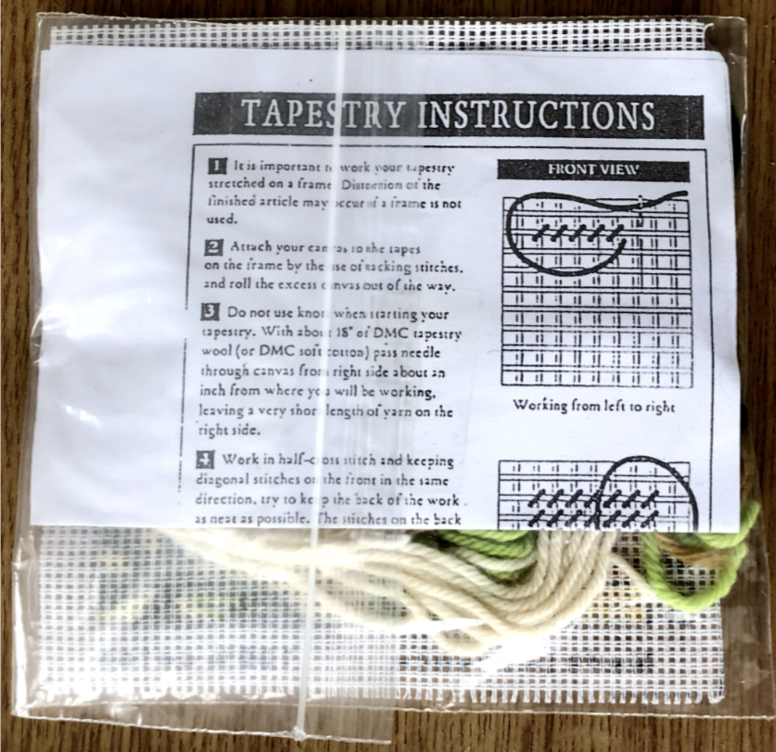 TAPESTRY INSTRUCTIONS
1 It is important to work your tapestry
stretched on a frame. Distortion of the
finished article may occur if a frame is not
used.
2 Attach your canvas to the tapes
on the frame by the use of tacking stitches,
and roll the excess canvas out of the way.
3 Do not use knots when starting your
tapestry. With about 18" of DMC tapestry
wool (or DMC soft cotton) pass needle
through canvas from right side about an
inch from where you will be working,
leaving a very short length of yarn on the
right side.
4 Work in half-cross stitch and keeping
diagonal stitches on the front in the same
direction, try to keep the back of the work
as neat as possible. The stitches on the back
FRONT VIEW
Working from left to right